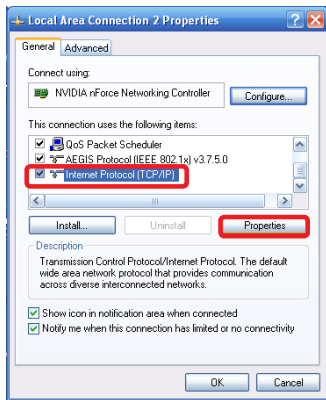 Local Area Connection 2 Properties
General Advanced
Connect using:
NVIDIA nForce Networking Controller
Configure...
This connection uses the following items:
QoS Packet Scheduler
AEGIS Protocol (IEEE 802.1x) v3.7.5.0
Internet Protocol (TCP/IP)
Install... Uninstall Properties
Description
Transmission Control Protocol/Internet Protocol. The default
wide area network protocol that provides communication
across diverse interconnected networks.
Show icon in notification area when connected
Notify me when this connection has limited or no connectivity
OK Cancel